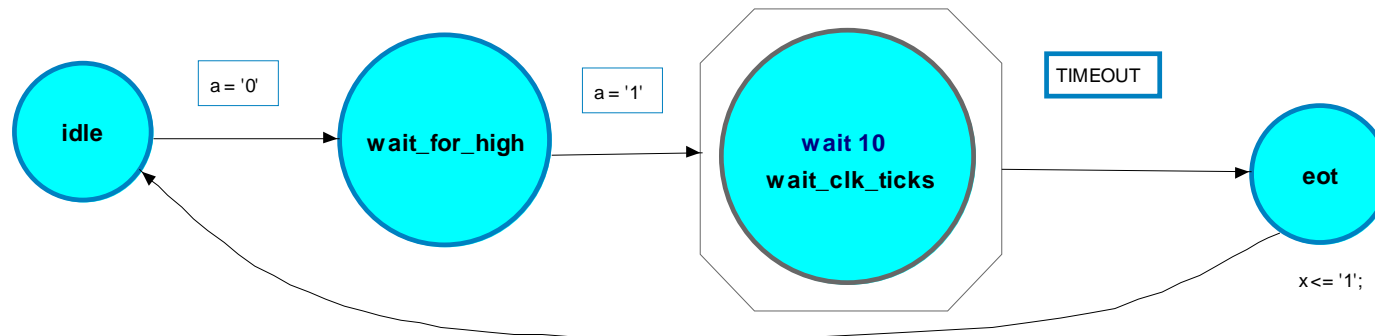 idle
a = '0'
wait_for_high
a = '1'
wait 10
wait_clk_ticks
TIMEOUT
eot
x <= '1';